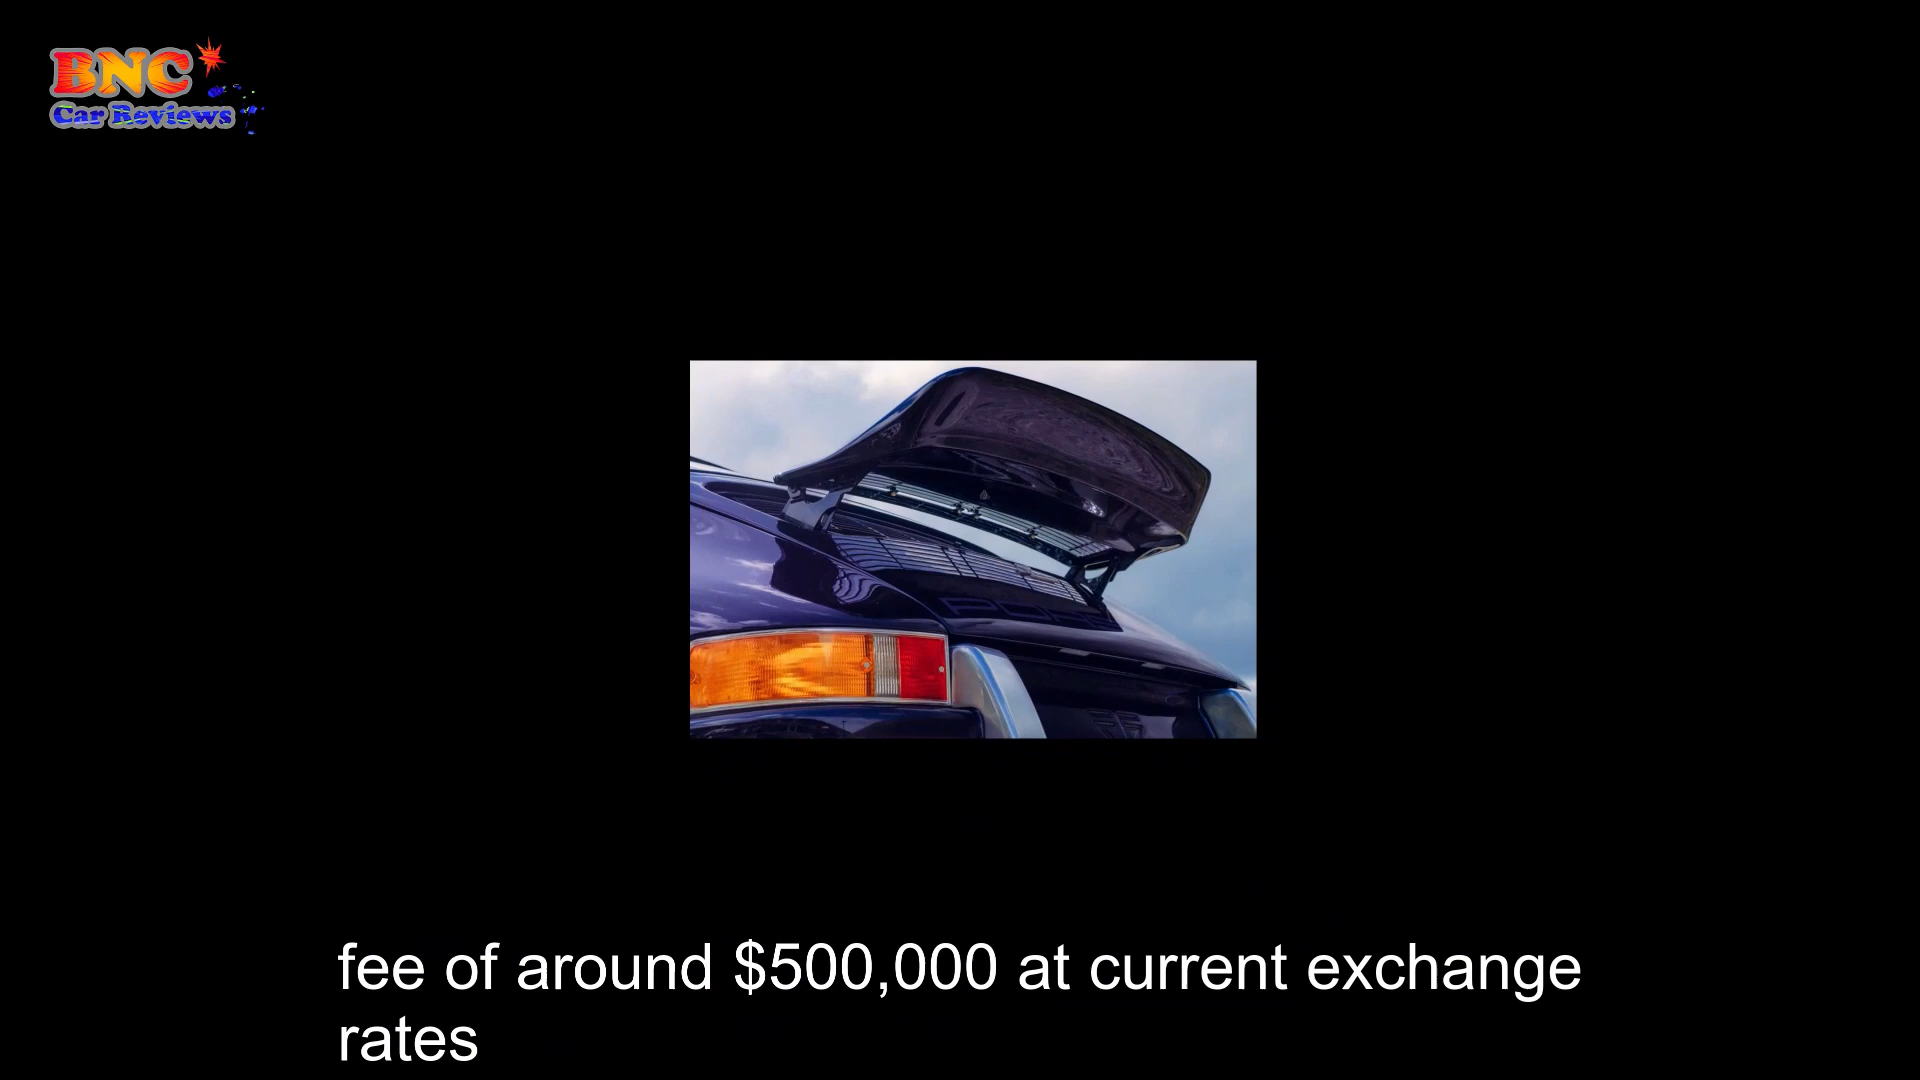 BNC
Car Reviews
fee of around $500,000 at current exchange
rates